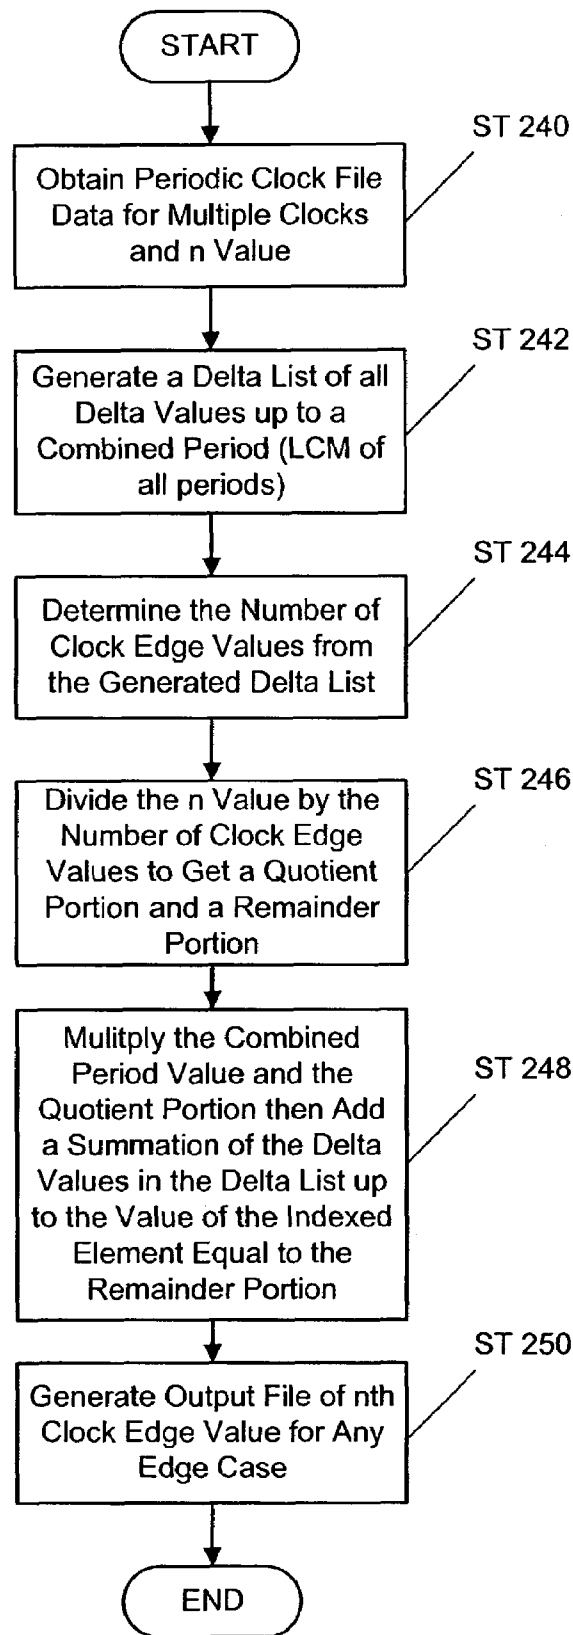 START
ST 240
Obtain Periodic Clock File
Data for Multiple Clocks
and n Value
ST 242
Generate a Delta List of all
Delta Values up to a
Combined Period (LCM of
all periods)
ST 244
Determine the Number of
Clock Edge Values from
the Generated Delta List
ST 246
Divide the n Value by the
Number of Clock Edge
Values to Get a Quotient
Portion and a Remainder
Portion
ST 248
Mulitply the Combined
Period Value and the
Quotient Portion then Add
a Summation of the Delta
Values in the Delta List up
to the Value of the Indexed
Element Equal to the
Remainder Portion
ST 250
Generate Output File of nth
Clock Edge Value for Any
Edge Case
END